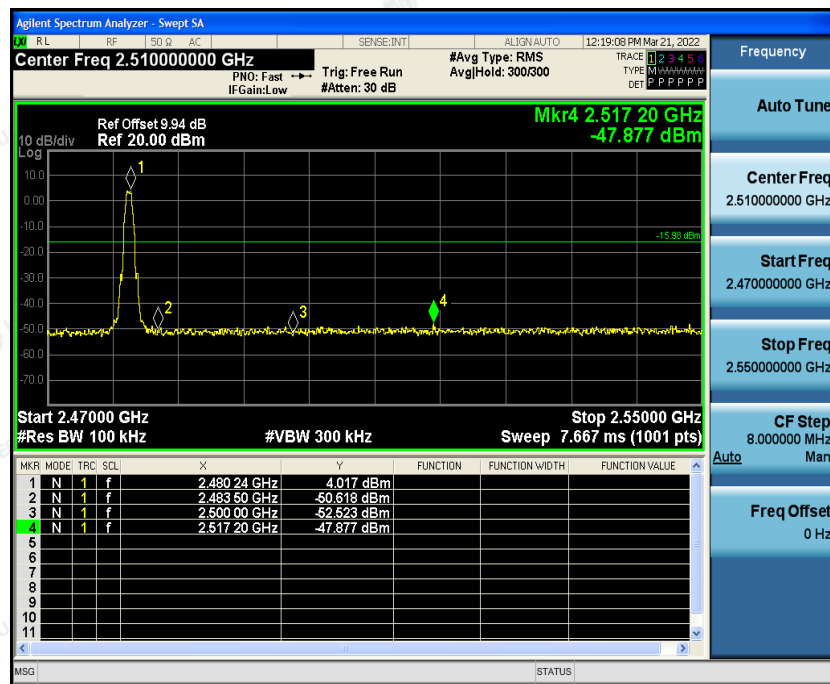 Agilent Spectrum Analyzer - Swept SA
LXI RL RF 50 Ω AC SENSE:INT ALIGN AUTO 12:19:08 PM Mar 21, 2022
Center Freq 2.510000000 GHz
#Avg Type: RMS
TRACE 1 2 3 4 5 6
PNO: Fast Trig: Free Run Avg|Hold: 300/300 TYPE M WWWWW
IFGain:Low #Atten: 30 dB DET P P P P P P
Frequency
Auto Tune
Center Freq
2.510000000 GHz
Start Freq
2.470000000 GHz
Stop Freq
2.550000000 GHz
CF Step
8.000000 MHz
Auto Man
Freq Offset
0 Hz
Mkr4 2.517 20 GHz
-47.877 dBm
Ref Offset 9.94 dB
10 dB/div Ref 20.00 dBm
Log
10.0
0.00
-10.0
-20.0
-30.0
-40.0
-50.0
-60.0
-70.0
1
2
3
4
-15.98 dBm
Start 2.47000 GHz Stop 2.55000 GHz
#Res BW 100 kHz #VBW 300 kHz Sweep 7.667 ms (1001 pts)
MKR MODE TRC SCL X Y FUNCTION FUNCTION WIDTH FUNCTION VALUE
1 N 1 f 2.480 24 GHz 4.017 dBm
2 N 1 f 2.483 50 GHz -50.618 dBm
3 N 1 f 2.500 00 GHz -52.523 dBm
4 N 1 f 2.517 20 GHz -47.877 dBm
5
6
7
8
9
10
11
MSG STATUS